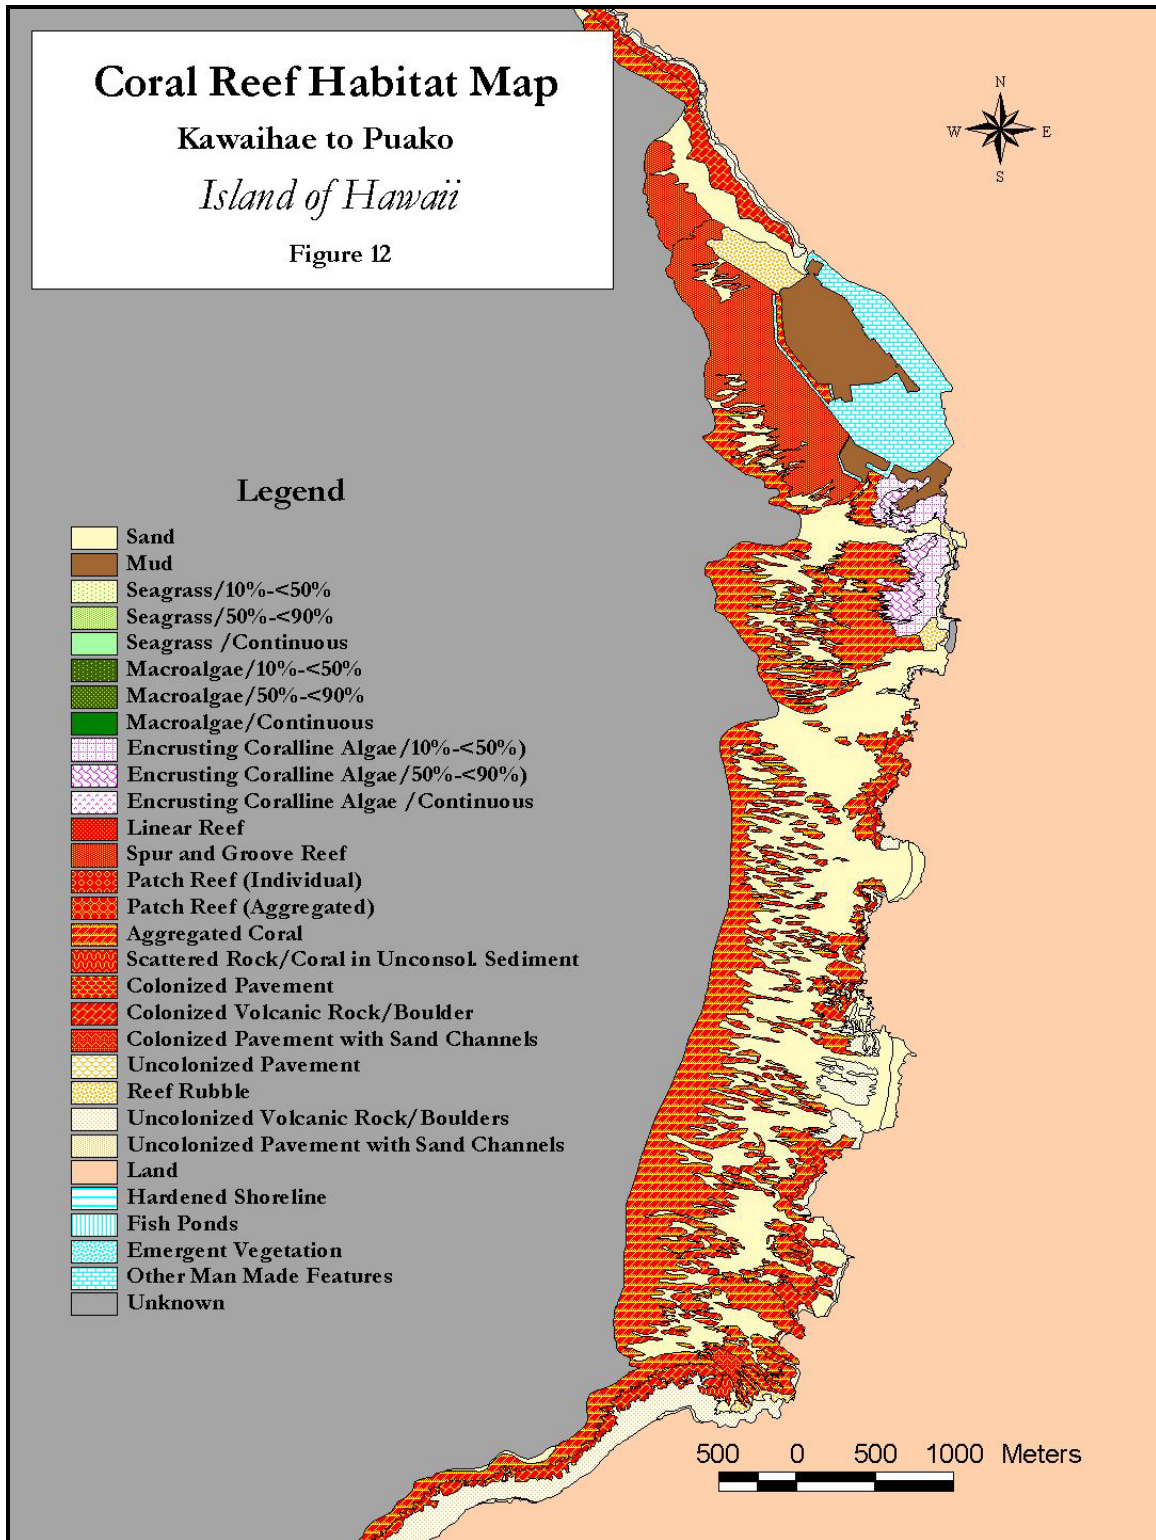 Coral Reef Habitat Map
Kawaihae to Puako
Island of Hawaii
Figure 12
N
W E
S
Legend
Sand
Mud
Seagrass/10%-<50%
Seagrass/50%-<90%
Seagrass /Continuous
Macroalgae/10%-<50%
Macroalgae/50%-<90%
Macroalgae/Continuous
Encrusting Coralline Algae/10%-<50%)
Encrusting Coralline Algae/50%-<90%)
Encrusting Coralline Algae /Continuous
Linear Reef
Spur and Groove Reef
Patch Reef (Individual)
Patch Reef (Aggregated)
Aggregated Coral
Scattered Rock/Coral in Unconsol. Sediment
Colonized Pavement
Colonized Volcanic Rock/Boulder
Colonized Pavement with Sand Channels
Uncolonized Pavement
Reef Rubble
Uncolonized Volcanic Rock/Boulders
Uncolonized Pavement with Sand Channels
Land
Hardened Shoreline
Fish Ponds
Emergent Vegetation
Other Man Made Features
Unknown
500 0 500 1000 Meters